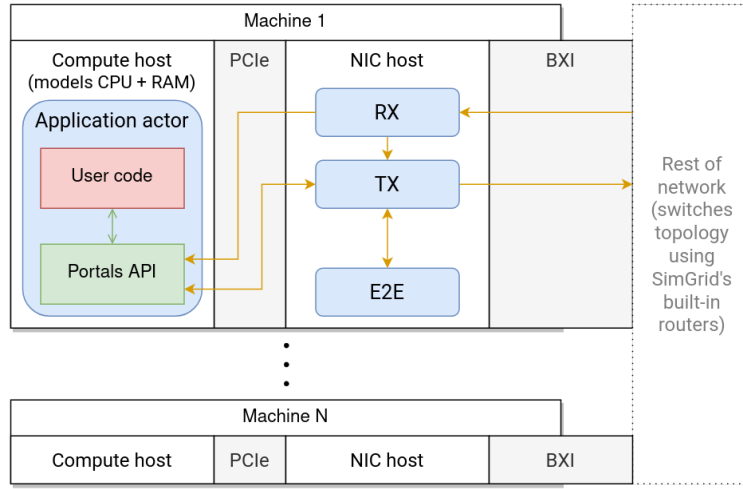 Machine 1
Compute host
(models CPU + RAM)
PCIe
NIC host
BXI
Application actor
User code
Portals API
RX
TX
E2E
Rest of
network
(switches
topology
using
SimGrid's
built-in
routers)
Machine N
Compute host
PCIe
NIC host
BXI